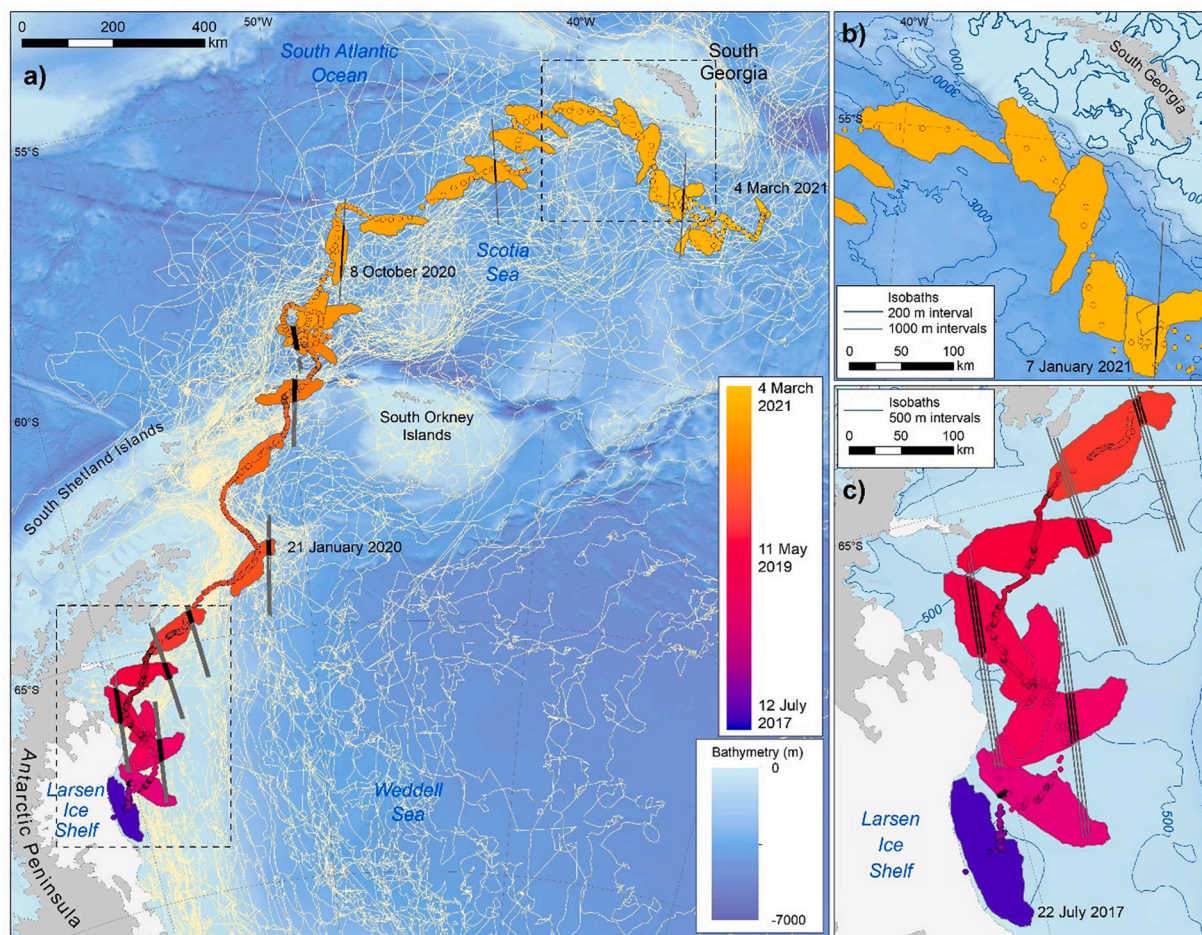 a)
0 200 400
km
50°W
40°W
South Atlantic
Ocean
South
Georgia
55°S
4 March 2021
8 October 2020
Scotia
Sea
60°S
South Orkney
Islands
South Shetland Islands
21 January 2020
65°S
Antarctic Peninsula
Larsen
Ice
Shelf
Weddell
Sea
4 March
2021
11 May
2019
12 July
2017
Bathymetry (m)
0
-7000
b)
40°W
South Georgia
55°S
1000
3000
200
3000
Isobaths
200 m interval
1000 m intervals
0 50 100
km
7 January 2021
c)
Isobaths
500 m intervals
0 50 100
km
65°S
500
500
Larsen
Ice
Shelf
22 July 2017